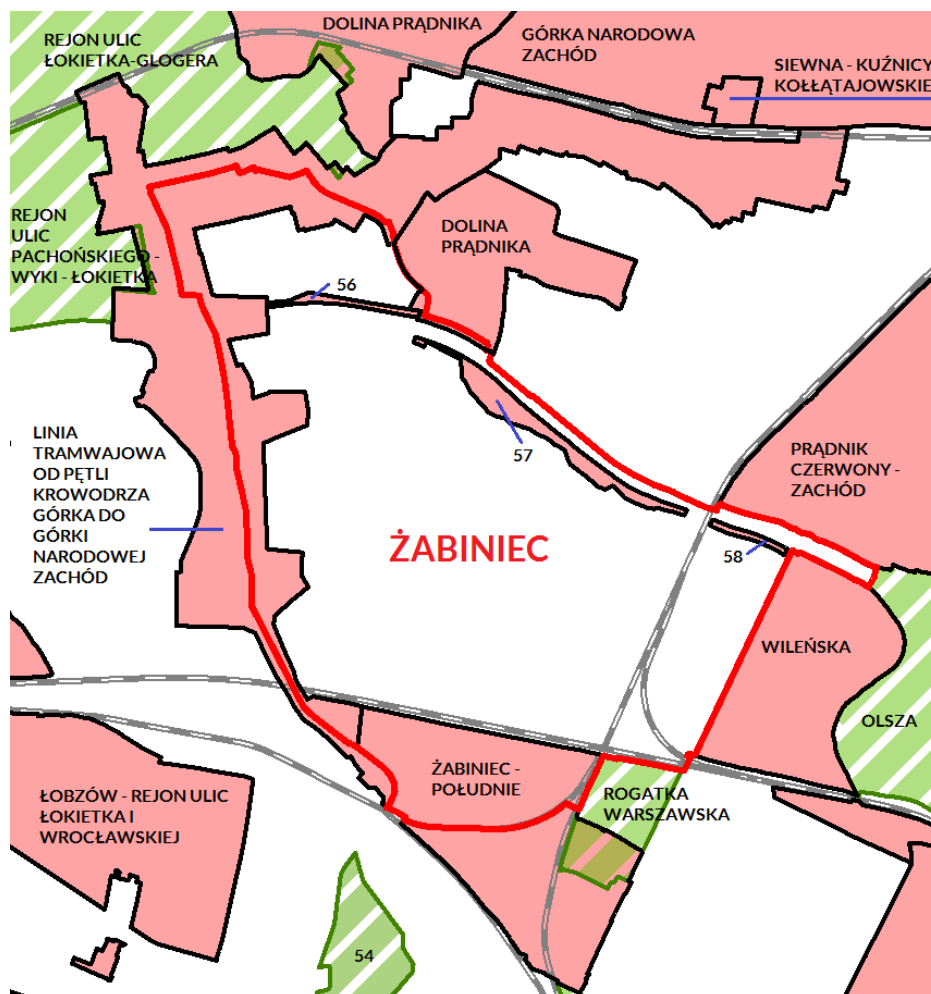 DOLINA PRĄDNIKA
REJON ULIC
ŁOKIETKA-GLOGERA
GÓRKA NARODOWA
ZACHÓD
SIEWNA - KUŹNICY
KOŁŁĄTAJOWSKIE
REJON
ULIC
PACHOŃSKIEGO -
WYKI - ŁOKIETKA
DOLINA
PRĄDNIKA
56
LINIA
TRAMWAJOWA
OD PĘTLI
KROWODRZA
GÓRKA DO
GÓRKI
NARODOWEJ
ZACHÓD
57
PRĄDNIK
CZERWONY -
ZACHÓD
ŻABINIEC
58
WILEŃSKA
OLSZA
ŻABINIEC -
POŁUDNIE
ROGATKA
WARSZAWSKA
ŁOBZÓW - REJON ULIC
ŁOKIETKA I
WROCŁAWSKIEJ
54